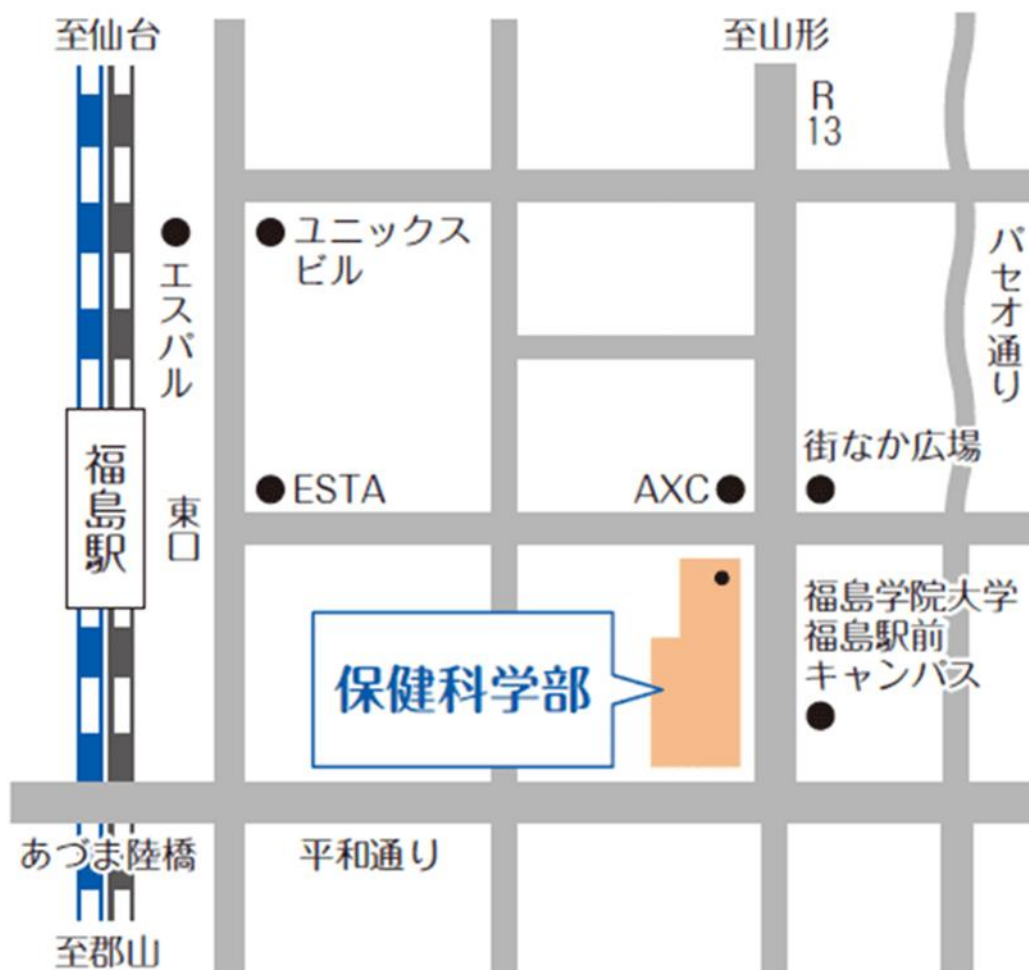 至仙台
至山形
R
13
エスパル
ユニックス
ビル
パセオ通り
街なか広場
福島駅
東口
ESTA
AXC
福島学院大学
福島駅前
キャンパス
保健科学部
あづま陸橋
平和通り
至郡山